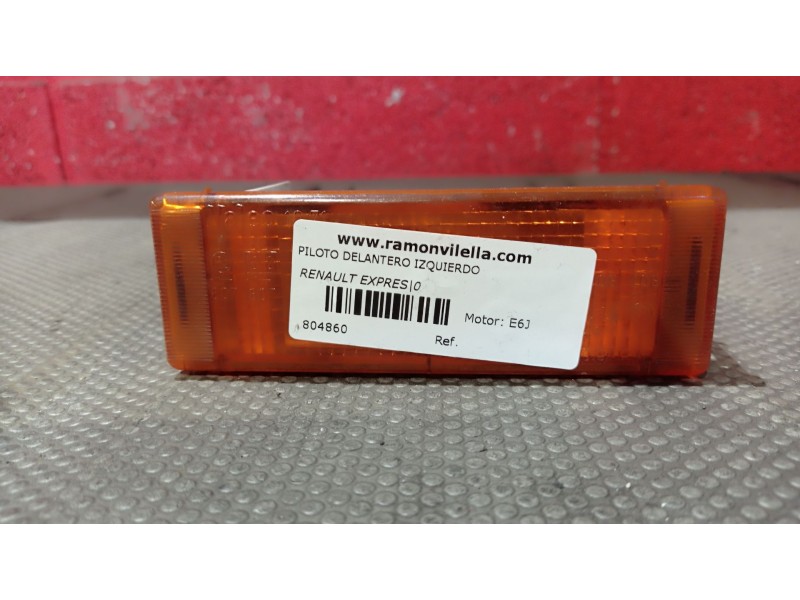 www.ramonvilella.com
PILOTO DELANTERO IZQUIERDO
RENAULT EXPRES|0
Motor: E6J
804860
Ref.